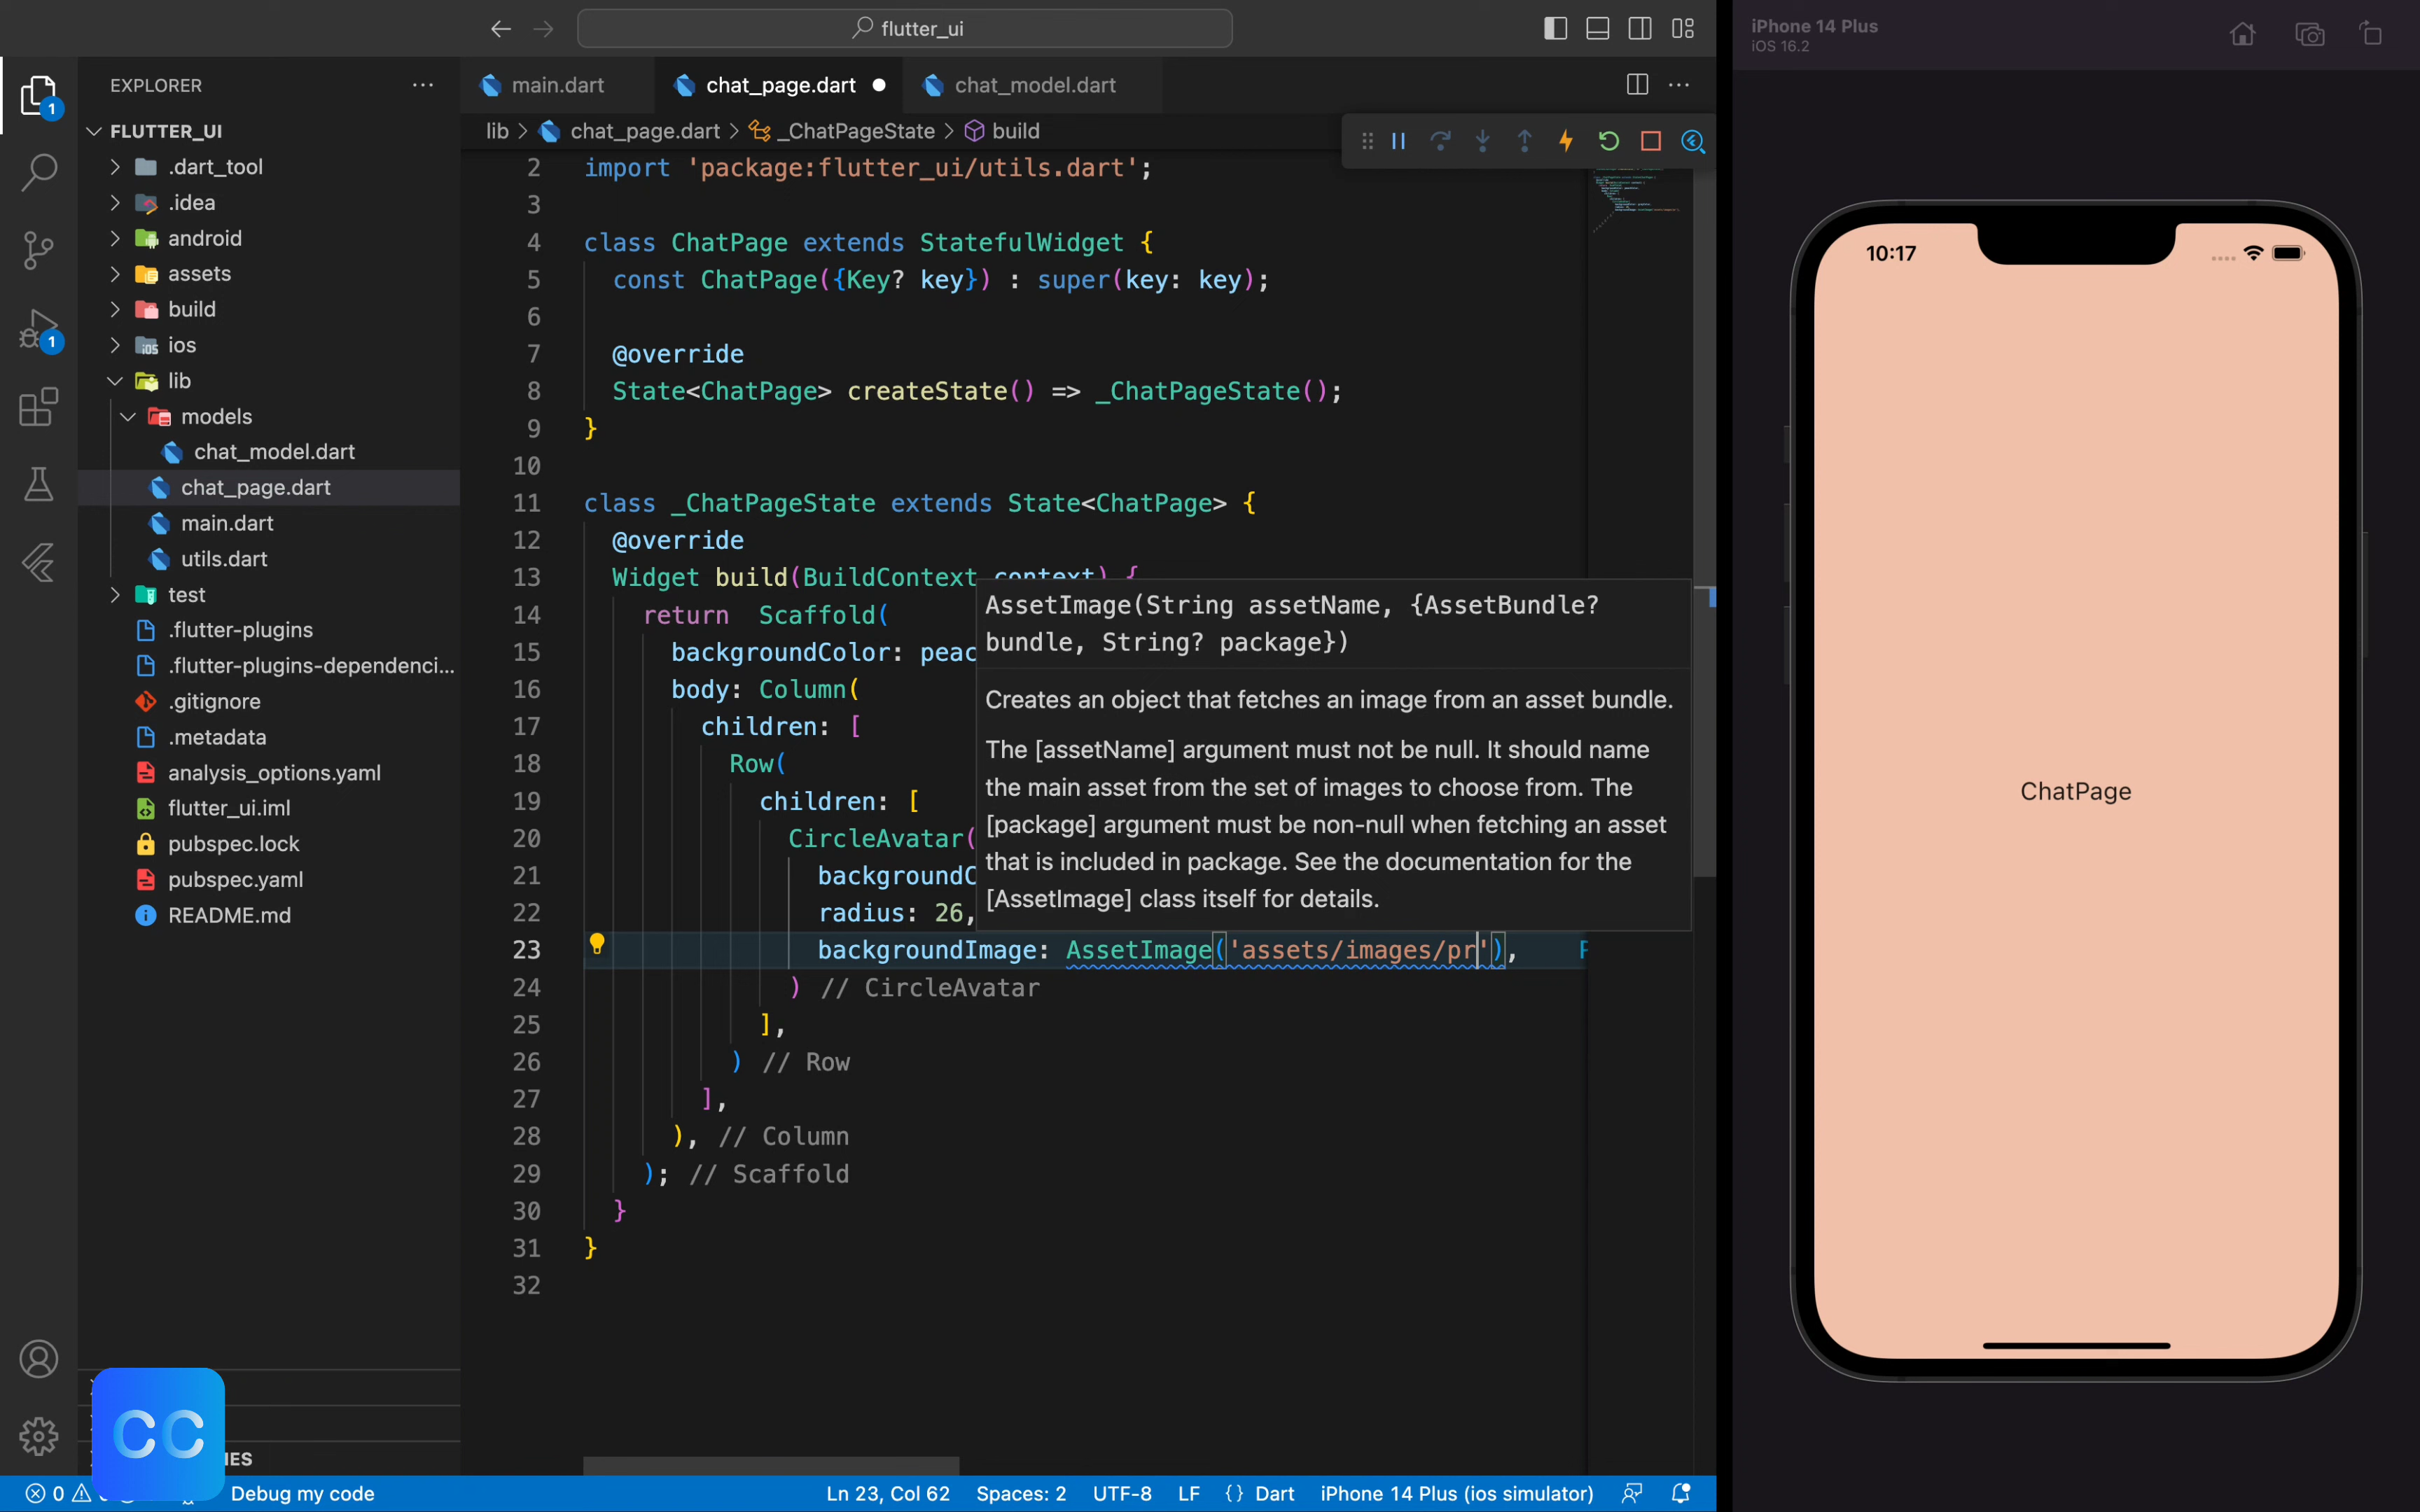 flutter_ui
iPhone 14 Plus
iOS 16.2
EXPLORER
main.dart
chat_page.dart
chat_model.dart
lib > chat_page.dart > _ChatPageState > build
FLUTTER_UI
.dart_tool
.idea
android
assets
build
ios
lib
models
chat_model.dart
chat_page.dart
main.dart
utils.dart
test
.flutter-plugins
.flutter-plugins-dependenci...
.gitignore
.metadata
analysis_options.yaml
flutter_ui.iml
pubspec.lock
pubspec.yaml
README.md
1
1
2 import 'package:flutter_ui/utils.dart';
3
4 class ChatPage extends StatefulWidget {
5 const ChatPage({Key? key}) : super(key: key);
6
7 @override
8 State<ChatPage> createState() => _ChatPageState();
9 }
10
11 class _ChatPageState extends State<ChatPage> {
12 @override
13 Widget build(BuildContext context) {
14 return Scaffold(
15 backgroundColor: peac
16 body: Column(
17 children: [
18 Row(
19 children: [
20 CircleAvatar(
21 backgroundC
22 radius: 26,
23 backgroundImage: AssetImage('assets/images/pr'),
24 ) // CircleAvatar
25 ],
26 ) // Row
27 ],
28 ), // Column
29 ); // Scaffold
30 }
31 }
32
AssetImage(String assetName, {AssetBundle?
bundle, String? package})
Creates an object that fetches an image from an asset bundle.
The [assetName] argument must not be null. It should name
the main asset from the set of images to choose from. The
[package] argument must be non-null when fetching an asset
that is included in package. See the documentation for the
[AssetImage] class itself for details.
10:17
ChatPage
CC
IES
0
Debug my code
Ln 23, Col 62
Spaces: 2
UTF-8
LF
{} Dart
iPhone 14 Plus (ios simulator)